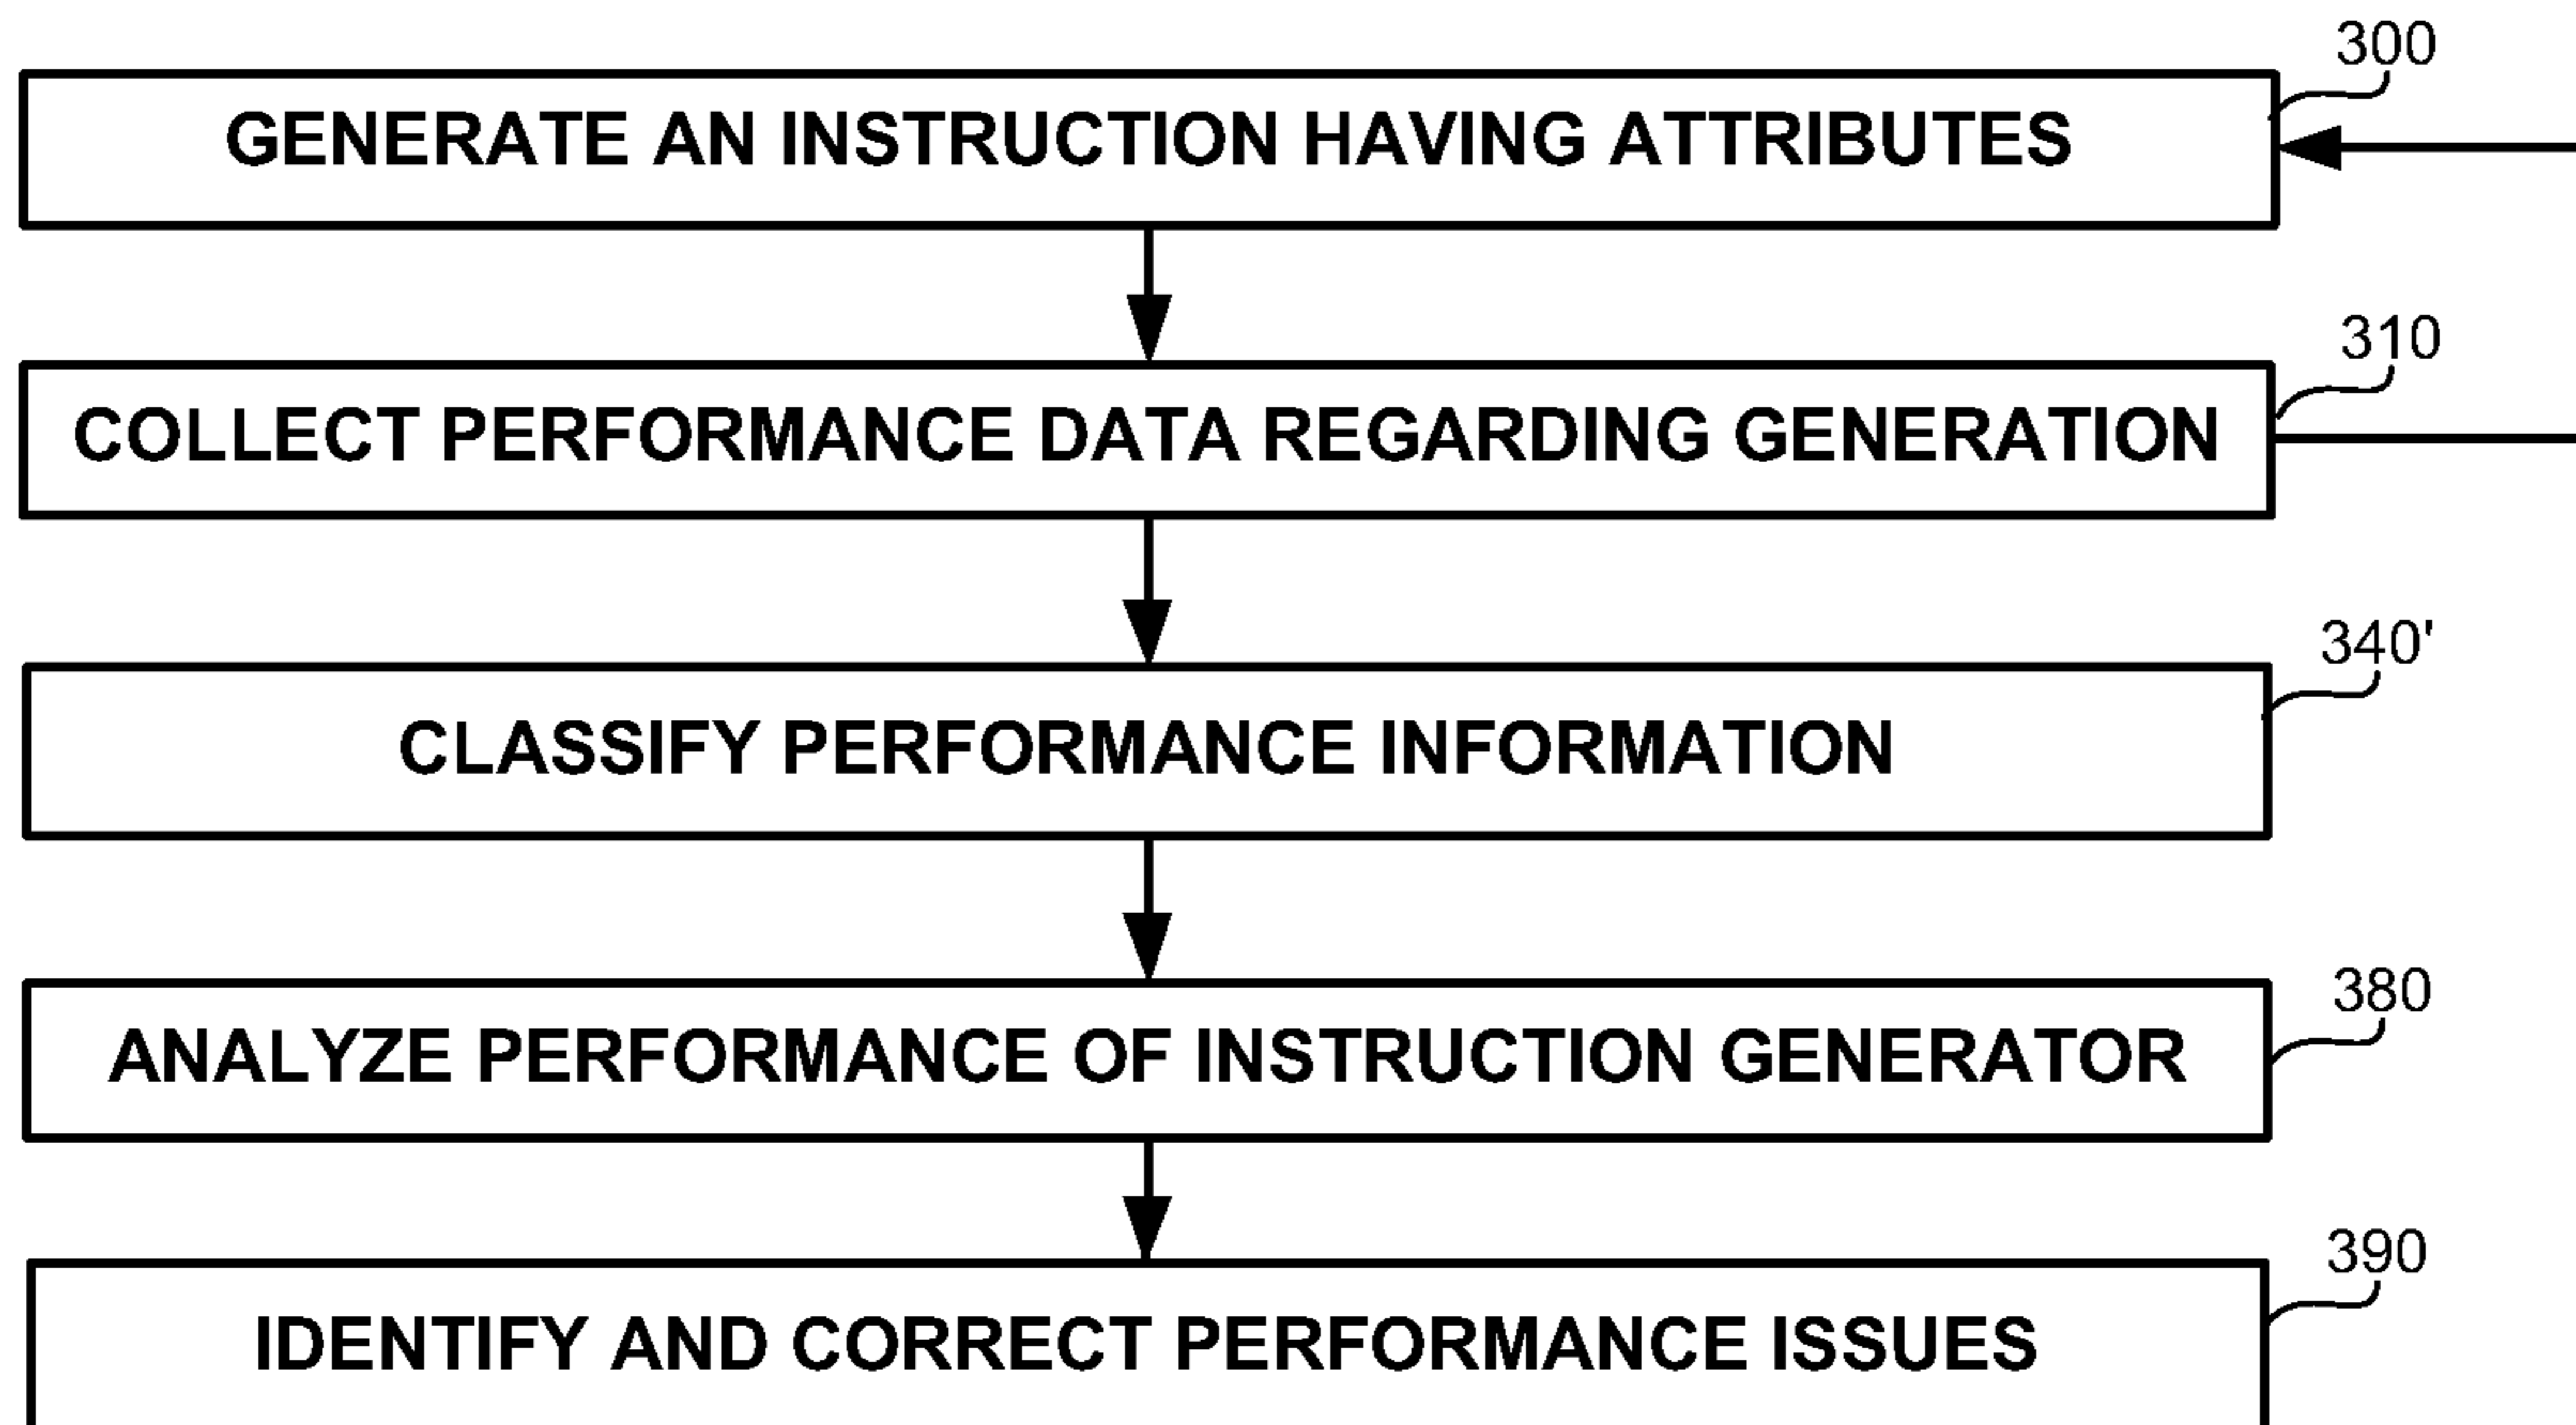 300
GENERATE AN INSTRUCTION HAVING ATTRIBUTES
310
COLLECT PERFORMANCE DATA REGARDING GENERATION
340'
CLASSIFY PERFORMANCE INFORMATION
380
ANALYZE PERFORMANCE OF INSTRUCTION GENERATOR
390
IDENTIFY AND CORRECT PERFORMANCE ISSUES